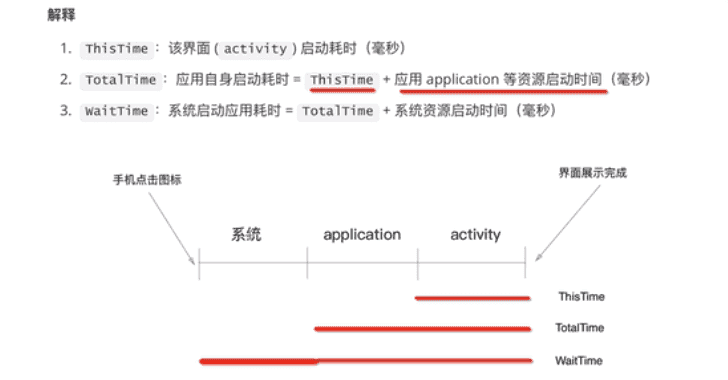 解释
1. ThisTime：该界面 ( activity ) 启动耗时（毫秒）
2. TotalTime：应用自身启动耗时 = ThisTime + 应用 application 等资源启动时间（毫秒）
3. WaitTime：系统启动应用耗时 = TotalTime + 系统资源启动时间（毫秒）
手机点击图标
界面展示完成
系统 application activity
ThisTime
TotalTime
WaitTime